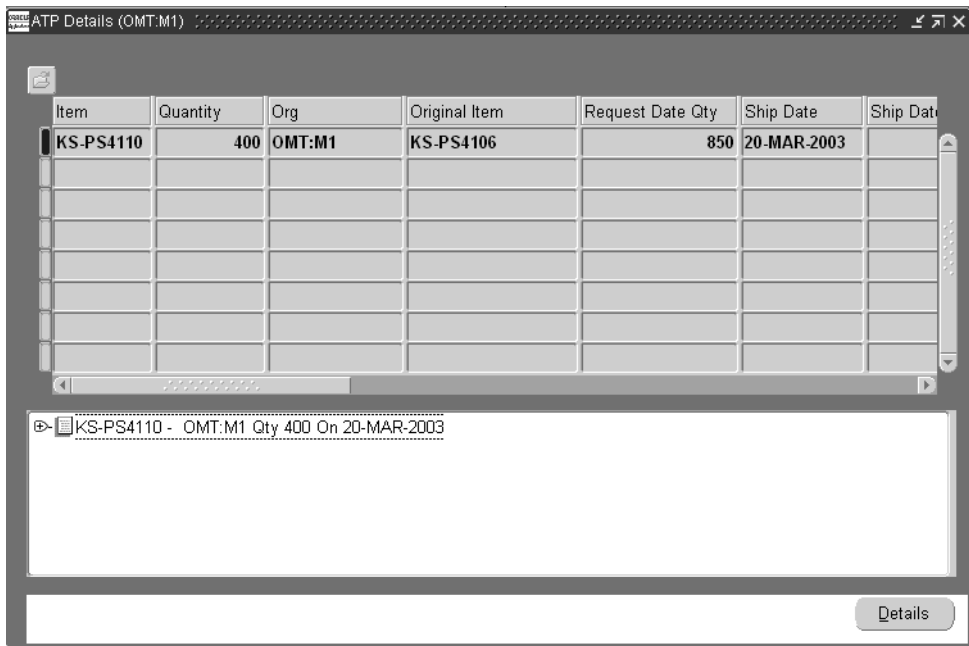 ATP Details (OMT:M1)
Item Quantity Org Original Item Request Date Qty Ship Date Ship Date
KS-PS4110 400 OMT:M1 KS-PS4106 850 20-MAR-2003
KS-PS4110 - OMT:M1 Qty 400 On 20-MAR-2003
Details